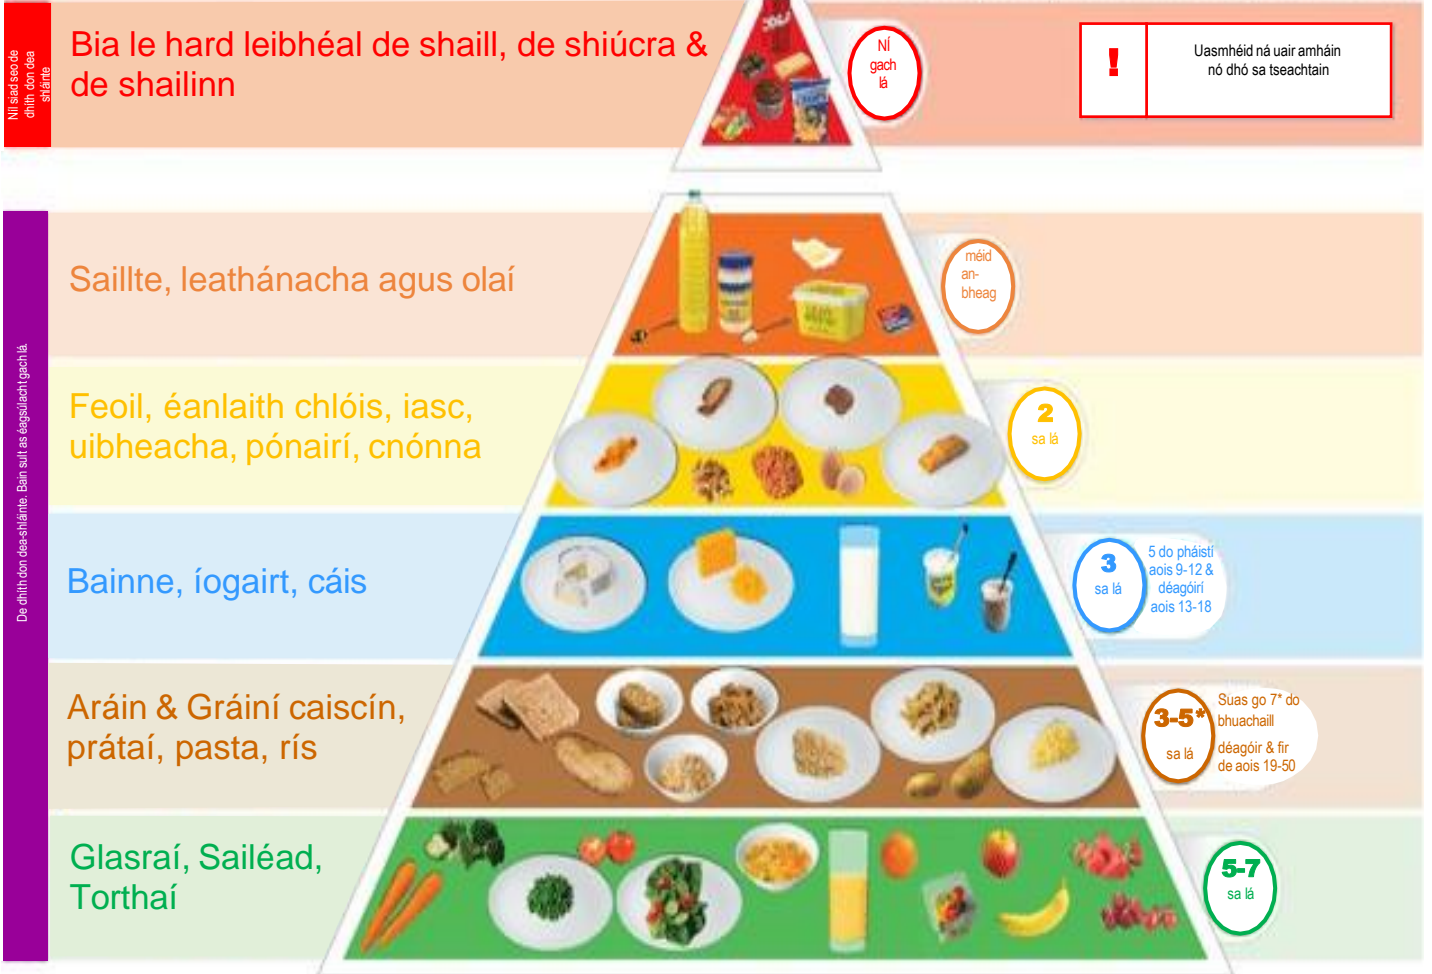 Níl siad seo de
dhíth don dea
shláinte
Bia le hard leibhéal de shaill, de shiúcra &
de shailinn
NÍ
gach
lá
!
Uasmhéid ná uair amháin
nó dhó sa tseachtain
De dhíth don dea-shláinte. Bain sult as éagsúlacht gach lá.
Saillte, leathánacha agus olaí
méid
an-
bheag
Feoil, éanlaith chlóis, iasc,
uibheacha, pónairí, cnónna
2
sa lá
Bainne, íogairt, cáis
3
sa lá
5 do pháistí
aois 9-12 &
déagóirí
aois 13-18
Aráin & Gráiní caiscín,
prátaí, pasta, rís
3-5*
sa lá
Suas go 7* do
bhuachaill
déagóir & fir
de aois 19-50
Glasraí, Sailéad,
Torthaí
5-7
sa lá